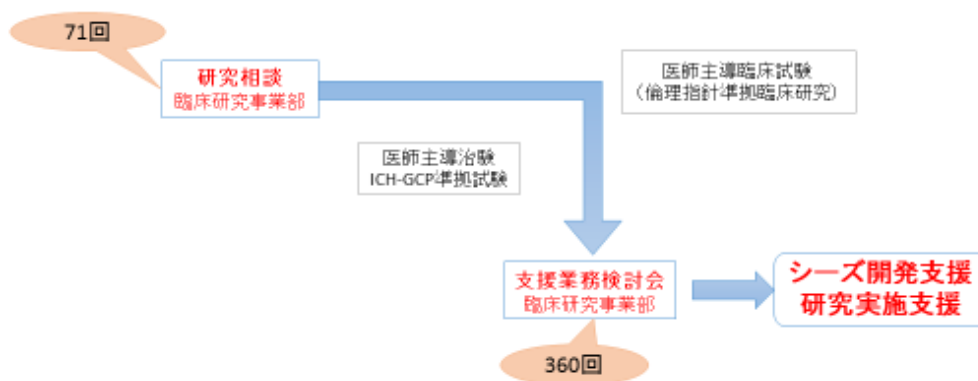 71回
研究相談
臨床研究事業部
医師主導臨床試験
（倫理指針準拠臨床研究）
医師主導治験
ICH-GCP準拠試験
支援業務検討会
臨床研究事業部
シーズ開発支援
研究実施支援
360回